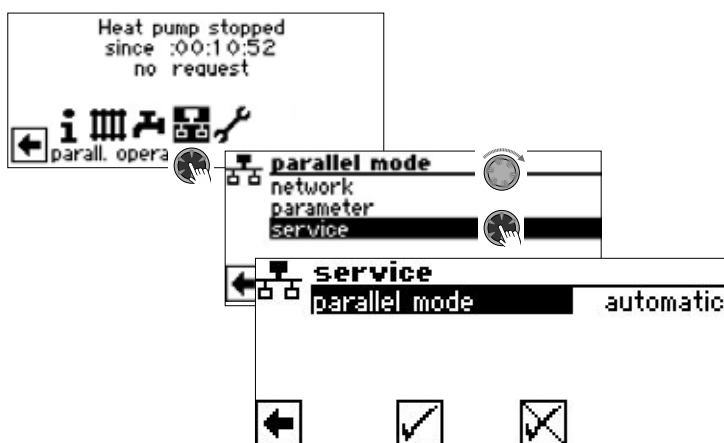 Heat pump stopped
since :00:10:52
no request
parall. opera
parallel mode
network
parameter
service
service
parallel mode automatic